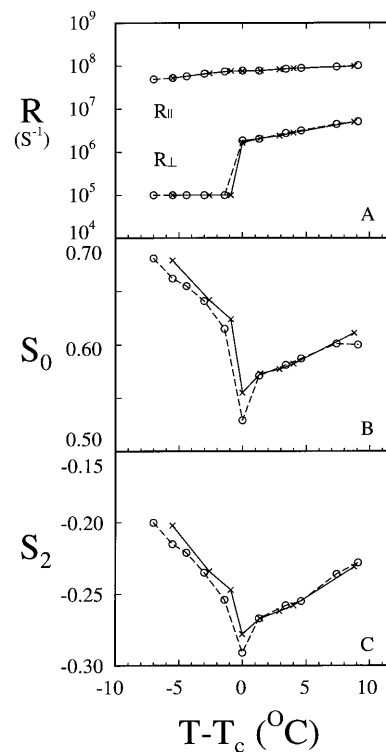 10⁹
10⁸
10⁷
10⁶
10⁵
10⁴
R
(S⁻¹)
R||
R⊥
A
0.70
0.60
0.50
S₀
B
-0.15
-0.20
-0.25
-0.30
S₂
C
-10 -5 0 5 10
T-T_c (°C)